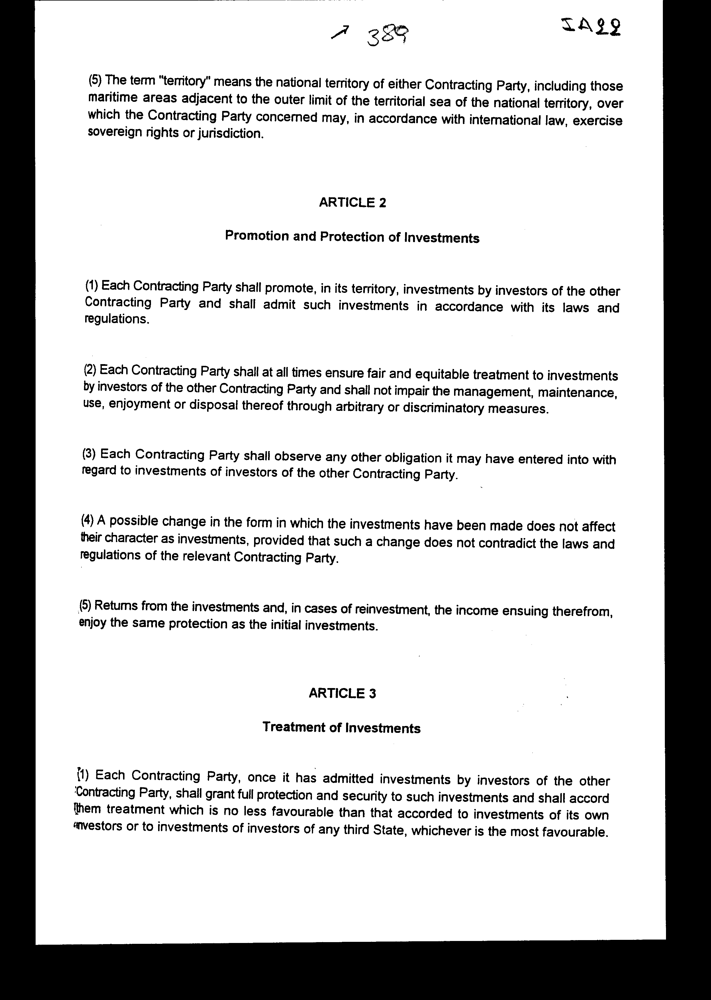 389
IA22
(5) The term "territory" means the national territory of either Contracting Party, including those
maritime areas adjacent to the outer limit of the territorial sea of the national territory, over
which the Contracting Party concerned may, in accordance with international law, exercise
sovereign rights or jurisdiction.
ARTICLE 2
Promotion and Protection of Investments
(1) Each Contracting Party shall promote, in its territory, investments by investors of the other
Contracting Party and shall admit such investments in accordance with its laws and
regulations.
(2) Each Contracting Party shall at all times ensure fair and equitable treatment to investments
by investors of the other Contracting Party and shall not impair the management, maintenance,
use, enjoyment or disposal thereof through arbitrary or discriminatory measures.
(3) Each Contracting Party shall observe any other obligation it may have entered into with
regard to investments of investors of the other Contracting Party.
(4) A possible change in the form in which the investments have been made does not affect
their character as investments, provided that such a change does not contradict the laws and
regulations of the relevant Contracting Party.
(5) Returns from the investments and, in cases of reinvestment, the income ensuing therefrom,
enjoy the same protection as the initial investments.
ARTICLE 3
Treatment of Investments
(1) Each Contracting Party, once it has admitted investments by investors of the other
Contracting Party, shall grant full protection and security to such investments and shall accord
them treatment which is no less favourable than that accorded to investments of its own
investors or to investments of investors of any third State, whichever is the most favourable.